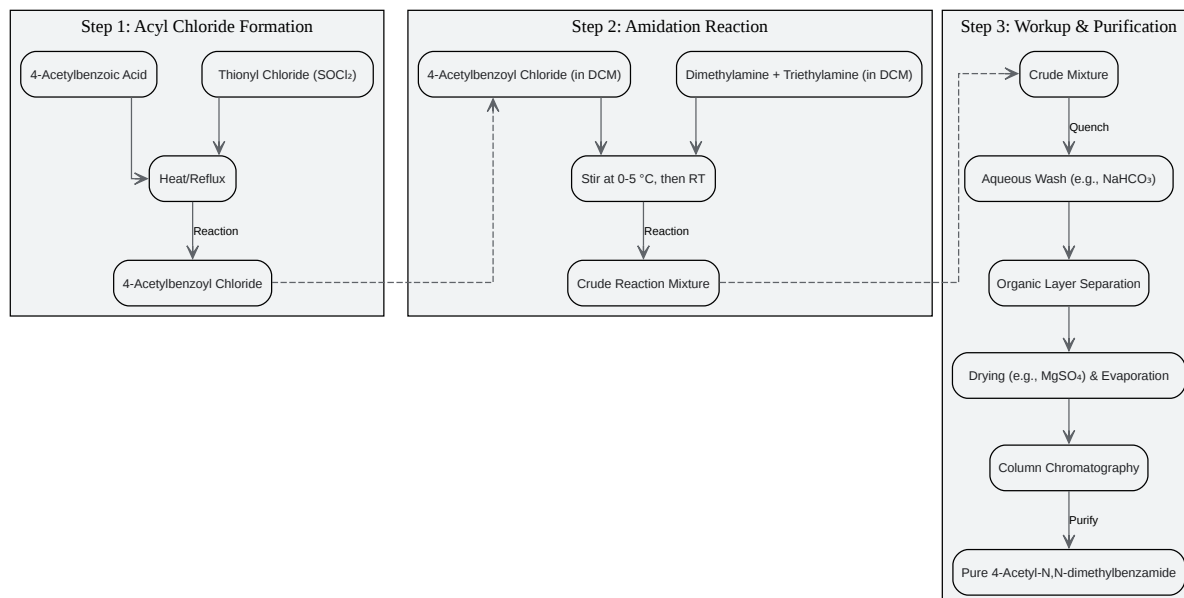 Step 1: Acyl Chloride Formation
4-Acetylbenzoic Acid
Thionyl Chloride (SOCl₂)
Heat/Reflux
Reaction
4-Acetylbenzoyl Chloride
Step 2: Amidation Reaction
4-Acetylbenzoyl Chloride (in DCM)
Dimethylamine + Triethylamine (in DCM)
Stir at 0-5 °C, then RT
Reaction
Crude Reaction Mixture
Step 3: Workup & Purification
Crude Mixture
Quench
Aqueous Wash (e.g., NaHCO₃)
Organic Layer Separation
Drying (e.g., MgSO₄) & Evaporation
Column Chromatography
Purify
Pure 4-Acetyl-N,N-dimethylbenzamide